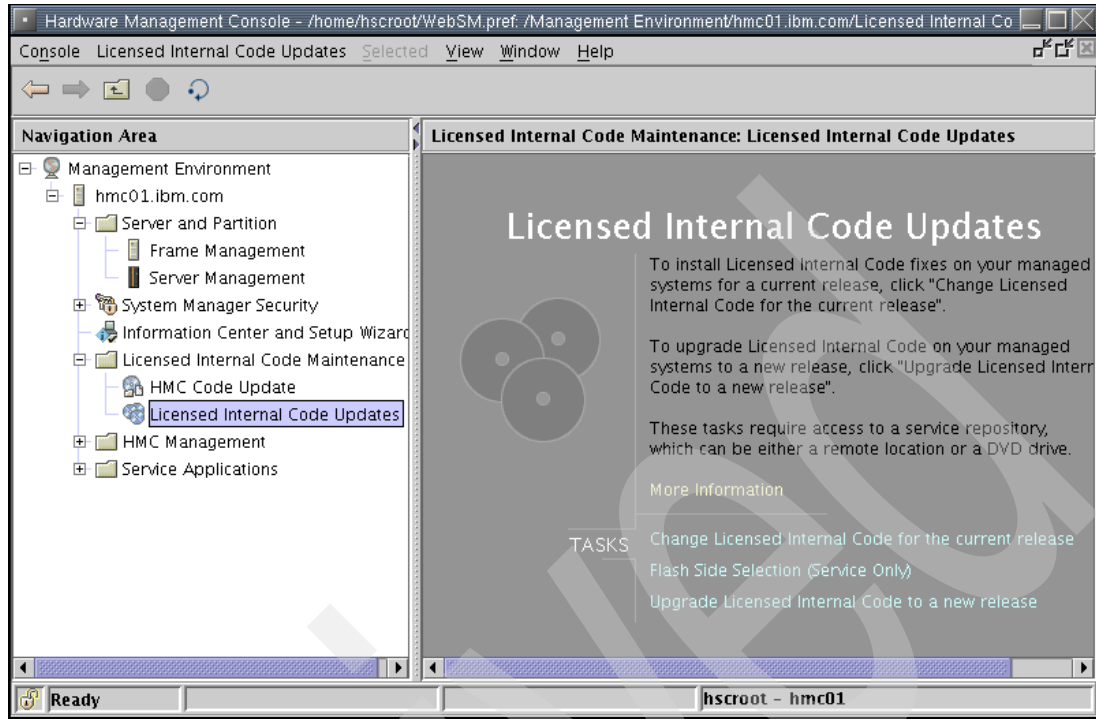 Hardware Management Console - /home/hscroot/WebSM.pref: /Management Environment/hmc01.ibm.com/Licensed Internal Co
Console Licensed Internal Code Updates Selected View Window Help
Navigation Area
Management Environment
hmc01.ibm.com
Server and Partition
Frame Management
Server Management
System Manager Security
Information Center and Setup Wizard
Licensed Internal Code Maintenance
HMC Code Update
Licensed Internal Code Updates
HMC Management
Service Applications
Licensed Internal Code Maintenance: Licensed Internal Code Updates
Licensed Internal Code Updates
To install Licensed Internal Code fixes on your managed
systems for a current release, click "Change Licensed
Internal Code for the current release".
To upgrade Licensed Internal Code on your managed
systems to a new release, click "Upgrade Licensed Interr
Code to a new release".
These tasks require access to a service repository,
which can be either a remote location or a DVD drive.
More Information
TASKS
Change Licensed Internal Code for the current release
Flash Side Selection (Service Only)
Upgrade Licensed Internal Code to a new release
Ready
hscroot - hmc01